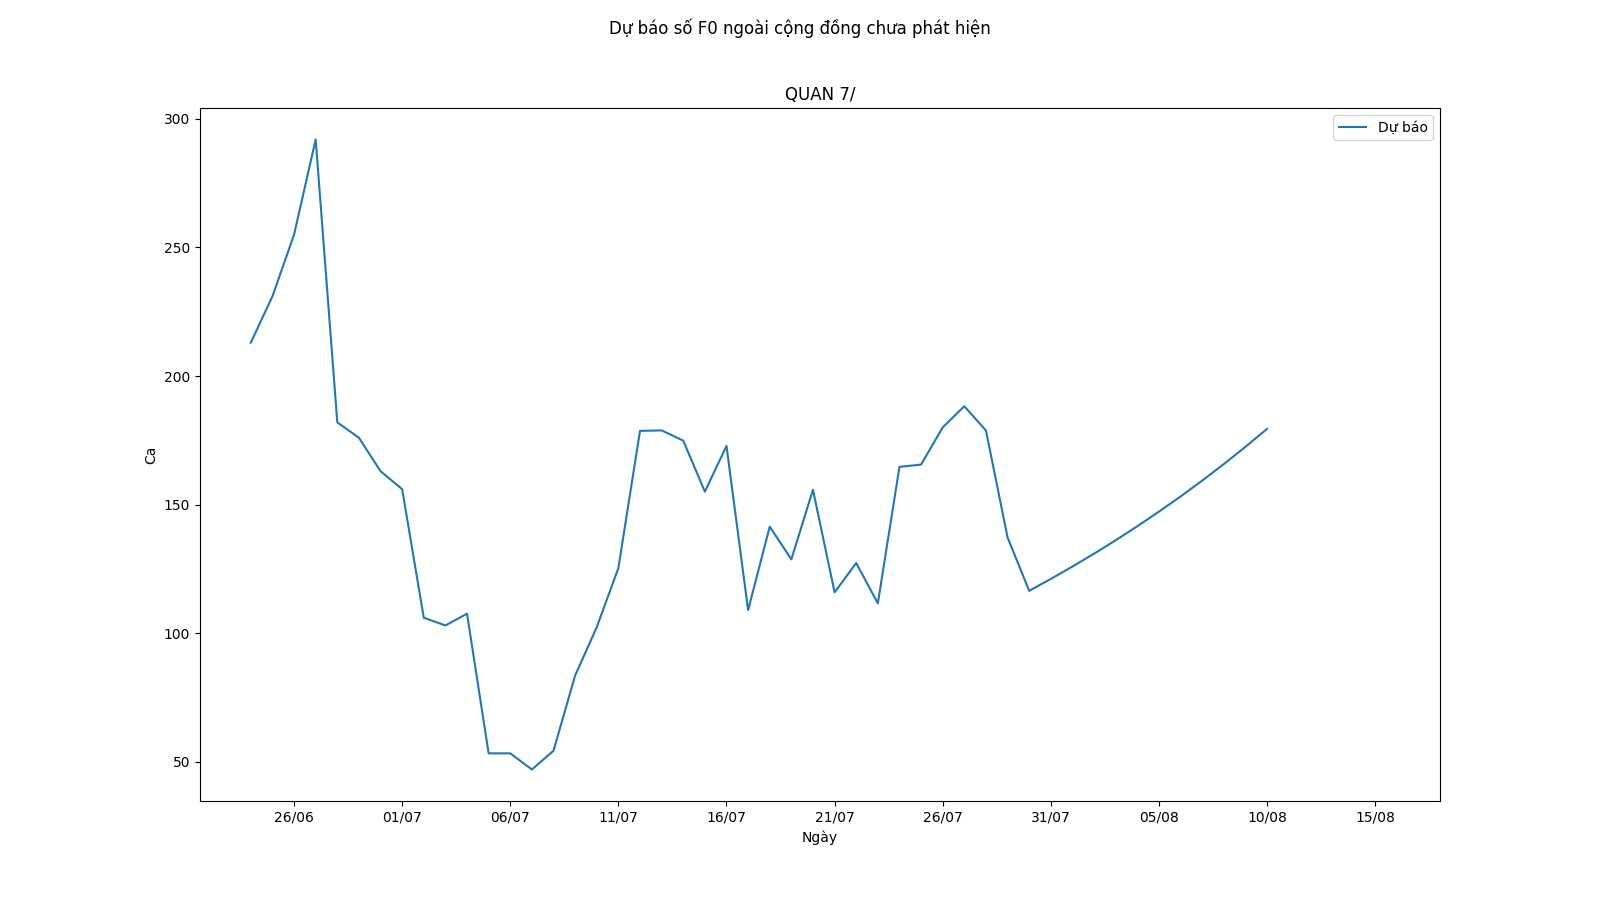 Dự báo số F0 ngoài cộng đồng chưa phát hiện
QUAN 7/
Dự báo
300
250
200
150
100
50
Ca
26/06 01/07 06/07 11/07 16/07 21/07 26/07 31/07 05/08 10/08 15/08
Ngày